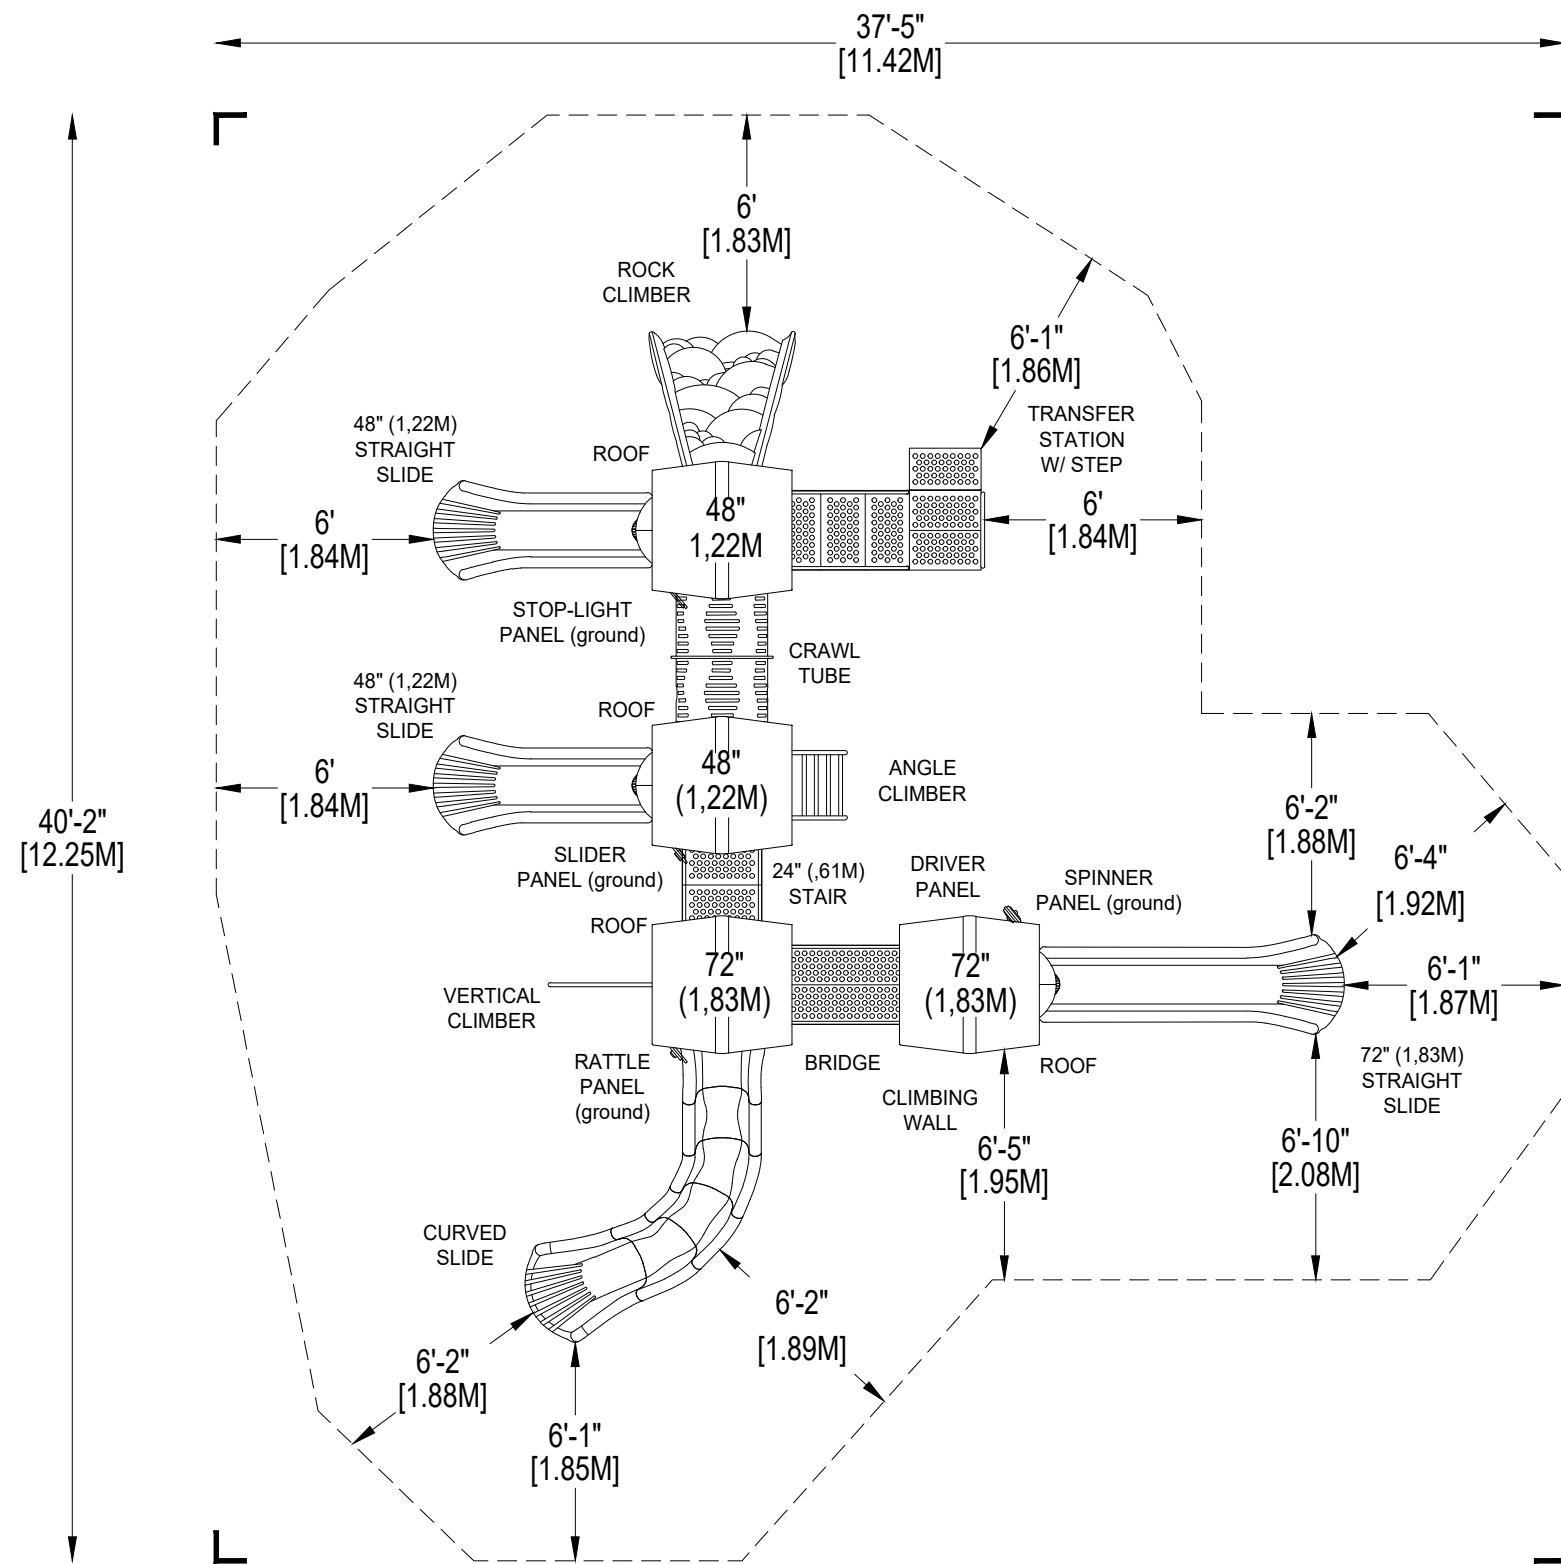 37'-5"
[11.42M]
6'
[1.83M]
ROCK
CLIMBER
6'-1"
[1.86M]
TRANSFER
STATION
W/ STEP
48" (1,22M)
STRAIGHT
SLIDE
ROOF
48"
1,22M
6'
[1.84M]
6'
[1.84M]
STOP-LIGHT
PANEL (ground)
CRAWL
TUBE
48" (1,22M)
STRAIGHT
SLIDE
ROOF
48"
(1,22M)
ANGLE
CLIMBER
6'
[1.84M]
40'-2"
[12.25M]
6'-2"
[1.88M]
6'-4"
[1.92M]
SLIDER
PANEL (ground)
24" (,61M)
STAIR
DRIVER
PANEL
SPINNER
PANEL (ground)
ROOF
72"
(1,83M)
72"
(1,83M)
6'-1"
[1.87M]
VERTICAL
CLIMBER
RATTLE
PANEL
(ground)
BRIDGE
ROOF
72" (1,83M)
STRAIGHT
SLIDE
CLIMBING
WALL
6'-5"
[1.95M]
6'-10"
[2.08M]
CURVED
SLIDE
6'-2"
[1.89M]
6'-2"
[1.88M]
6'-1"
[1.85M]